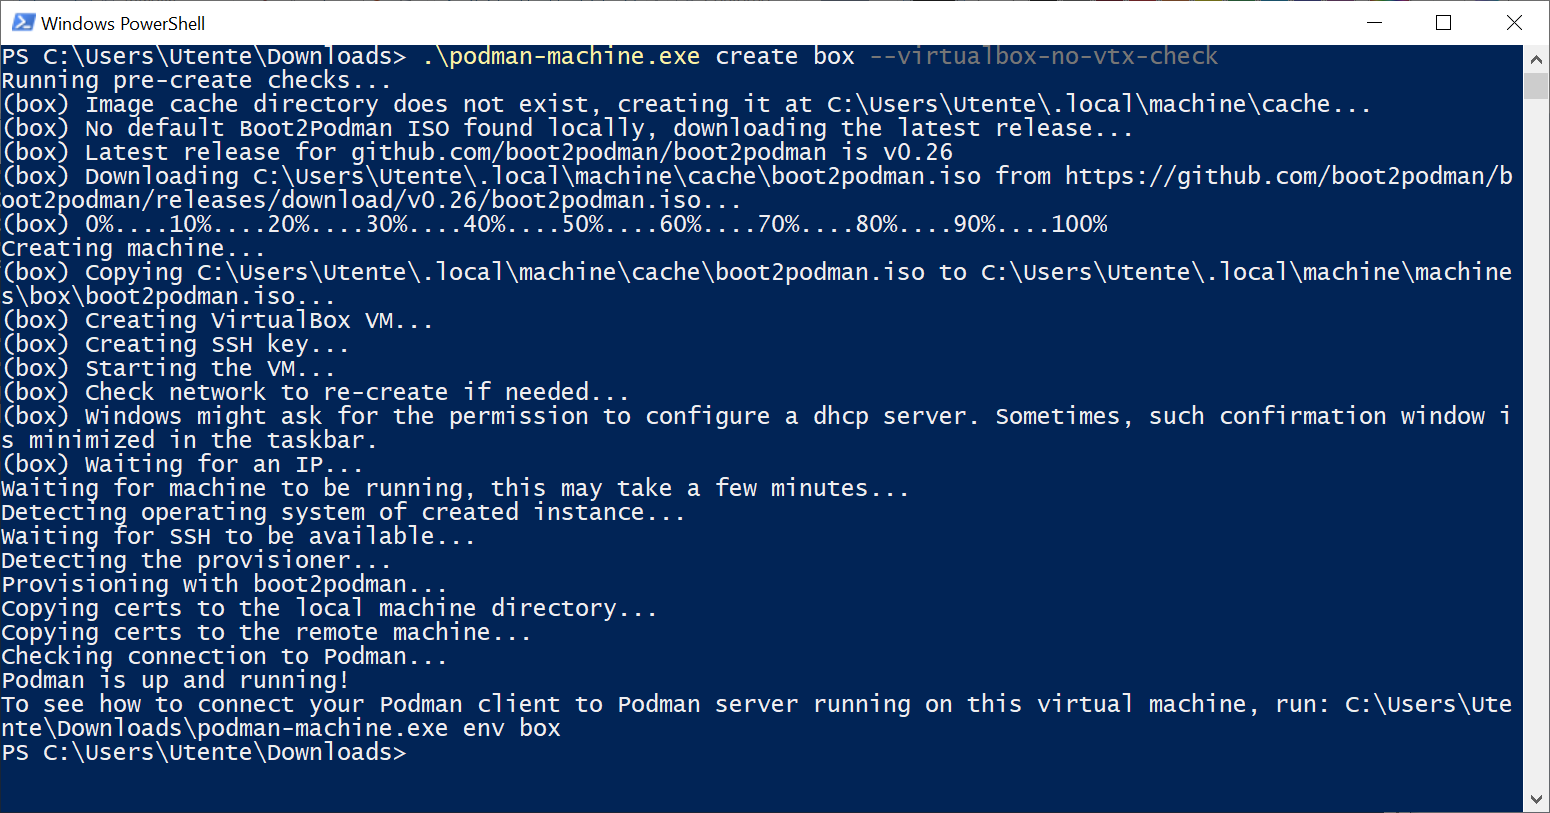 Windows PowerShell
PS C:\Users\Utente\Downloads> .\podman-machine.exe create box --virtualbox-no-vtx-check
Running pre-create checks...
(box) Image cache directory does not exist, creating it at C:\Users\Utente\.local\machine\cache...
(box) No default Boot2Podman ISO found locally, downloading the latest release...
(box) Latest release for github.com/boot2podman/boot2podman is v0.26
(box) Downloading C:\Users\Utente\.local\machine\cache\boot2podman.iso from https://github.com/boot2podman/b
oot2podman/releases/download/v0.26/boot2podman.iso...
(box) 0%....10%....20%....30%....40%....50%....60%....70%....80%....90%....100%
Creating machine...
(box) Copying C:\Users\Utente\.local\machine\cache\boot2podman.iso to C:\Users\Utente\.local\machine\machine
s\box\boot2podman.iso...
(box) Creating VirtualBox VM...
(box) Creating SSH key...
(box) Starting the VM...
(box) Check network to re-create if needed...
(box) Windows might ask for the permission to configure a dhcp server. Sometimes, such confirmation window i
s minimized in the taskbar.
(box) Waiting for an IP...
Waiting for machine to be running, this may take a few minutes...
Detecting operating system of created instance...
Waiting for SSH to be available...
Detecting the provisioner...
Provisioning with boot2podman...
Copying certs to the local machine directory...
Copying certs to the remote machine...
Checking connection to Podman...
Podman is up and running!
To see how to connect your Podman client to Podman server running on this virtual machine, run: C:\Users\Ute
nte\Downloads\podman-machine.exe env box
PS C:\Users\Utente\Downloads>